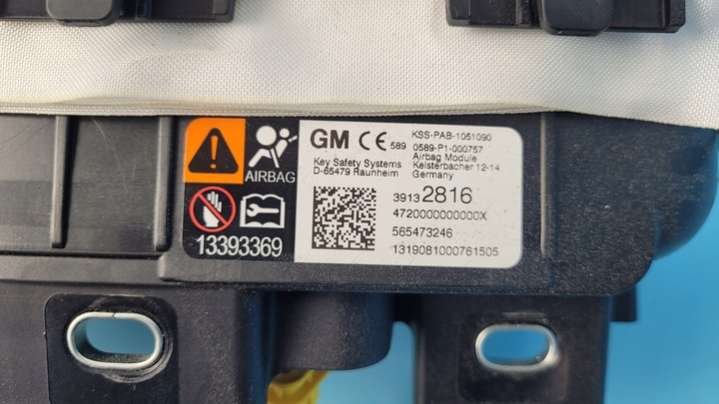 AIRBAG
13393369
GM CE 589
KSS-PAB-1051090
0589-P1-000757
Airbag Module
Kelsterbacher 12-14
Germany
Key Safety Systems
D-65479 Raunheim
3913 2816
4720000000000X
565473246
1319081000761505